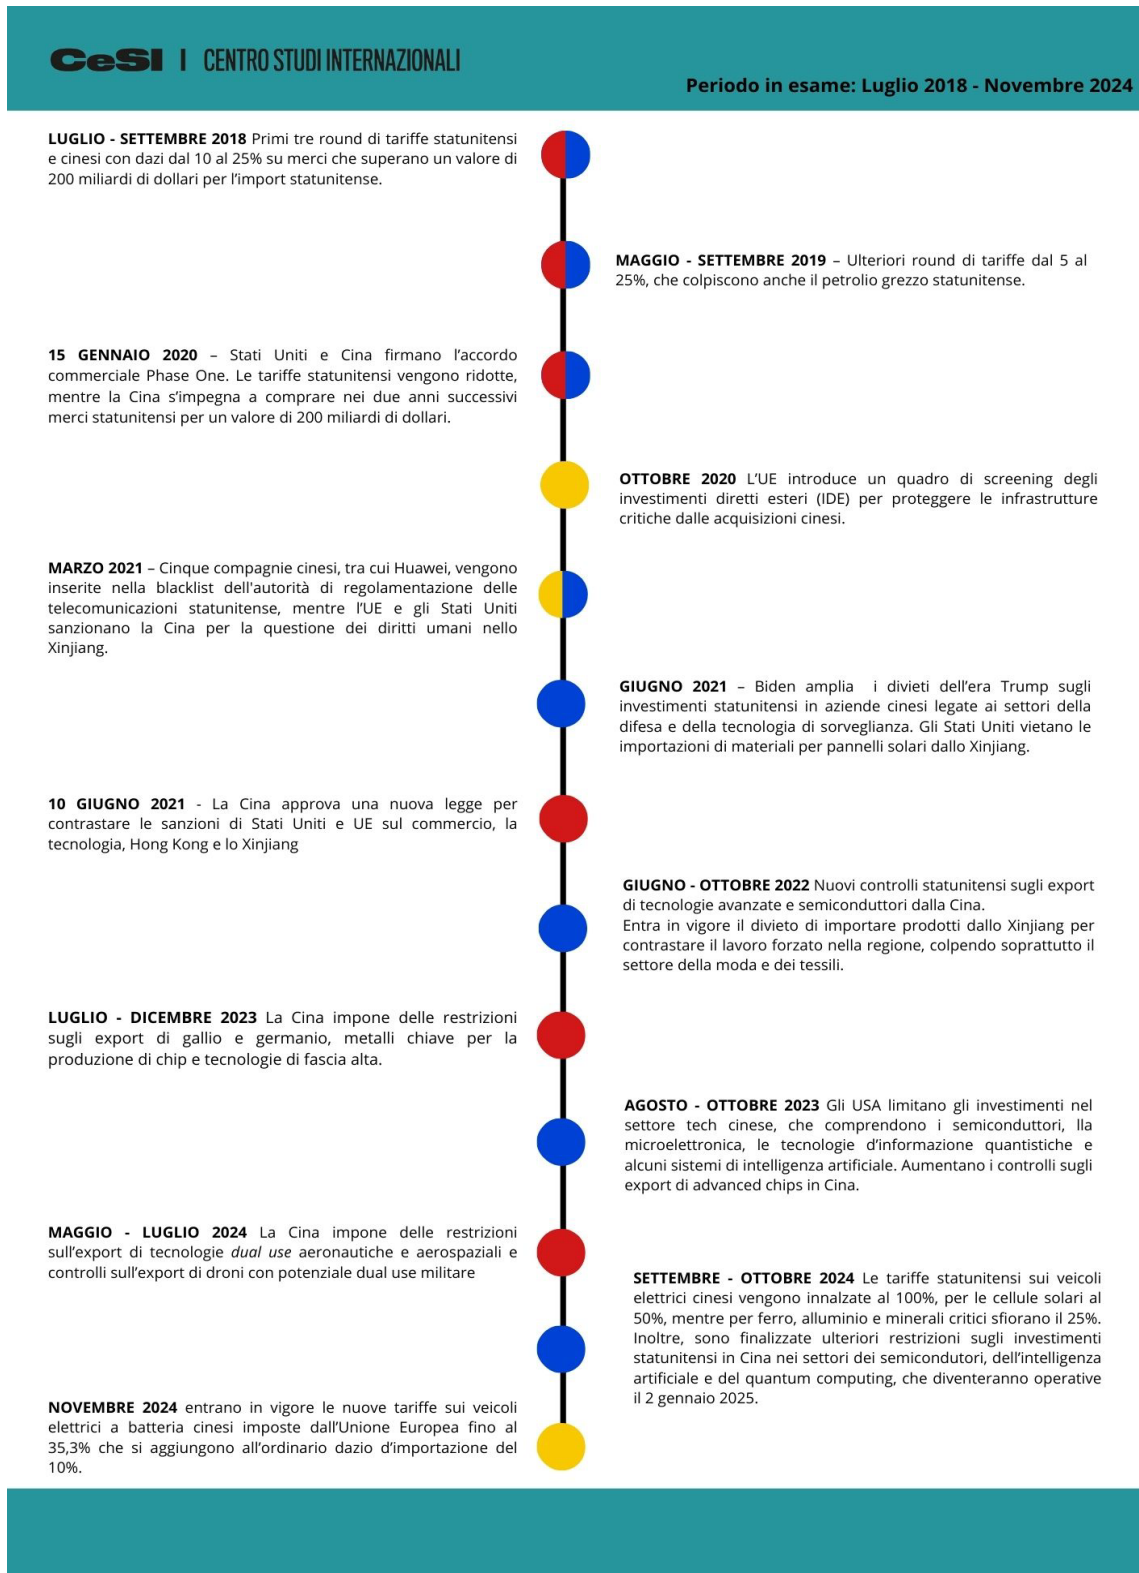 CeSI | CENTRO STUDI INTERNAZIONALI
Periodo in esame: Luglio 2018 - Novembre 2024
LUGLIO - SETTEMBRE 2018 Primi tre round di tariffe statunitensi
e cinesi con dazi dal 10 al 25% su merci che superano un valore di
200 miliardi di dollari per l’import statunitense.
MAGGIO - SETTEMBRE 2019 – Ulteriori round di tariffe dal 5 al
25%, che colpiscono anche il petrolio grezzo statunitense.
15 GENNAIO 2020 – Stati Uniti e Cina firmano l’accordo
commerciale Phase One. Le tariffe statunitensi vengono ridotte,
mentre la Cina s’impegna a comprare nei due anni successivi
merci statunitensi per un valore di 200 miliardi di dollari.
OTTOBRE 2020 L’UE introduce un quadro di screening degli
investimenti diretti esteri (IDE) per proteggere le infrastrutture
critiche dalle acquisizioni cinesi.
MARZO 2021 – Cinque compagnie cinesi, tra cui Huawei, vengono
inserite nella blacklist dell'autorità di regolamentazione delle
telecomunicazioni statunitense, mentre l’UE e gli Stati Uniti
sanzionano la Cina per la questione dei diritti umani nello
Xinjiang.
GIUGNO 2021 – Biden amplia i divieti dell’era Trump sugli
investimenti statunitensi in aziende cinesi legate ai settori della
difesa e della tecnologia di sorveglianza. Gli Stati Uniti vietano le
importazioni di materiali per pannelli solari dallo Xinjiang.
10 GIUGNO 2021 - La Cina approva una nuova legge per
contrastare le sanzioni di Stati Uniti e UE sul commercio, la
tecnologia, Hong Kong e lo Xinjiang
GIUGNO - OTTOBRE 2022 Nuovi controlli statunitensi sugli export
di tecnologie avanzate e semiconduttori dalla Cina.
Entra in vigore il divieto di importare prodotti dallo Xinjiang per
contrastare il lavoro forzato nella regione, colpendo soprattutto il
settore della moda e dei tessili.
LUGLIO - DICEMBRE 2023 La Cina impone delle restrizioni
sugli export di gallio e germanio, metalli chiave per la
produzione di chip e tecnologie di fascia alta.
AGOSTO - OTTOBRE 2023 Gli USA limitano gli investimenti nel
settore tech cinese, che comprendono i semiconduttori, lla
microelettronica, le tecnologie d’informazione quantistiche e
alcuni sistemi di intelligenza artificiale. Aumentano i controlli sugli
export di advanced chips in Cina.
MAGGIO - LUGLIO 2024 La Cina impone delle restrizioni
sull’export di tecnologie dual use aeronautiche e aerospaziali e
controlli sull’export di droni con potenziale dual use militare
SETTEMBRE - OTTOBRE 2024 Le tariffe statunitensi sui veicoli
elettrici cinesi vengono innalzate al 100%, per le cellule solari al
50%, mentre per ferro, alluminio e minerali critici sfiorano il 25%.
Inoltre, sono finalizzate ulteriori restrizioni sugli investimenti
statunitensi in Cina nei settori dei semicondutori, dell’intelligenza
artificiale e del quantum computing, che diventeranno operative
il 2 gennaio 2025.
NOVEMBRE 2024 entrano in vigore le nuove tariffe sui veicoli
elettrici a batteria cinesi imposte dall’Unione Europea fino al
35,3% che si aggiungono all’ordinario dazio d’importazione del
10%.